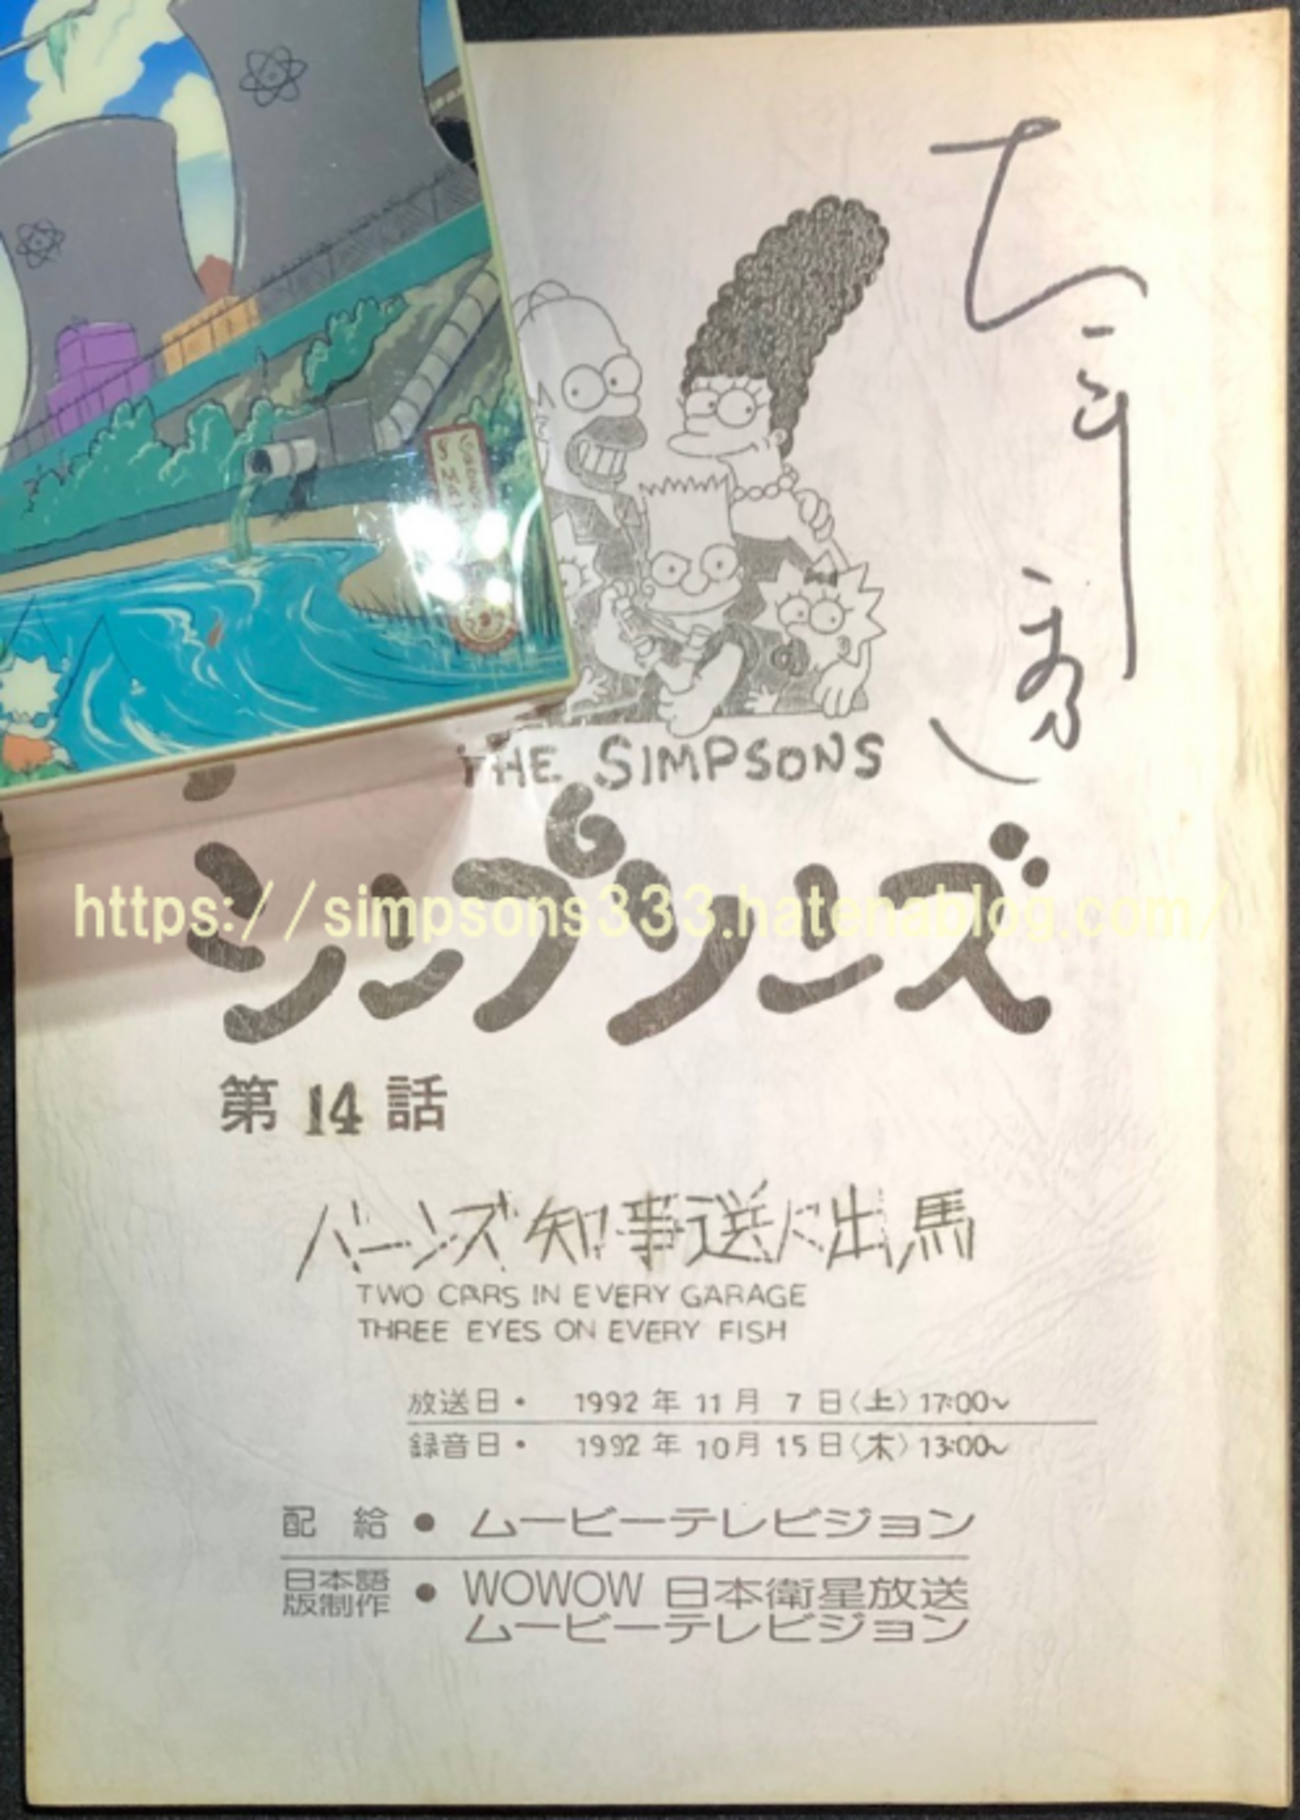 THE SIMPSONS
シンプソンズ
https://simpsons333.hatenablog.com/
第14話
バーンズ知事選に出馬
TWO CARS IN EVERY GARAGE
THREE EYES ON EVERY FISH
放送日・ 1992年11月7日(土)17:00~
録音日・ 1992年10月15日(木)13:00~
配給●ムービーテレビジョン
日本語版制作●WOWOW 日本衛星放送
ムービーテレビジョン